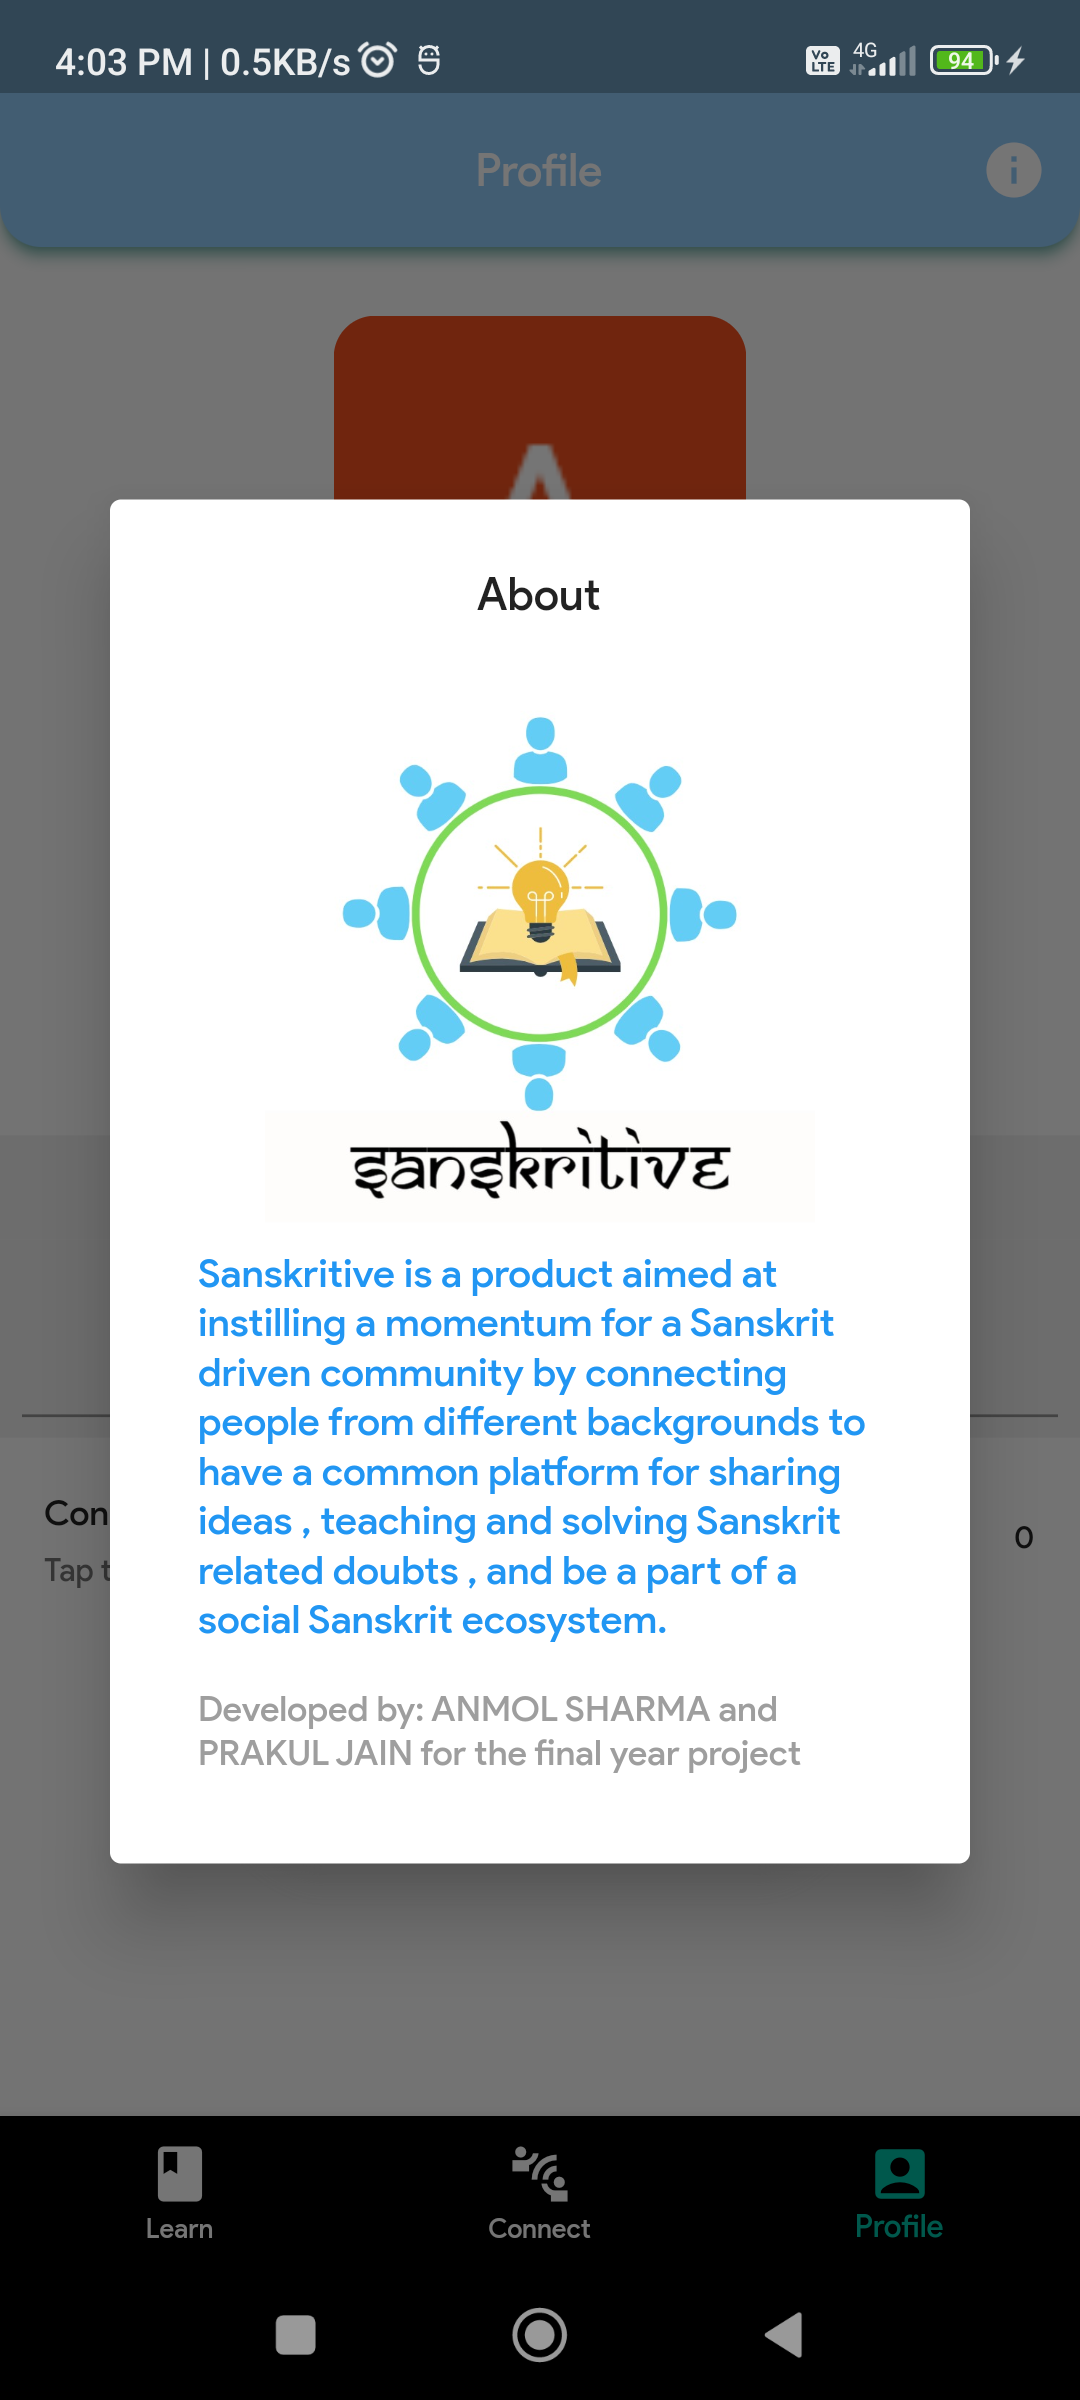 4:03 PM | 0.5KB/s
Vo LTE 4G 94
Profile
About
sanskritive
Sanskritive is a product aimed at
instilling a momentum for a Sanskrit
driven community by connecting
people from different backgrounds to
have a common platform for sharing
ideas , teaching and solving Sanskrit
related doubts , and be a part of a
social Sanskrit ecosystem.
Developed by: ANMOL SHARMA and
PRAKUL JAIN for the final year project
Con
0
Tap t
Learn
Connect
Profile